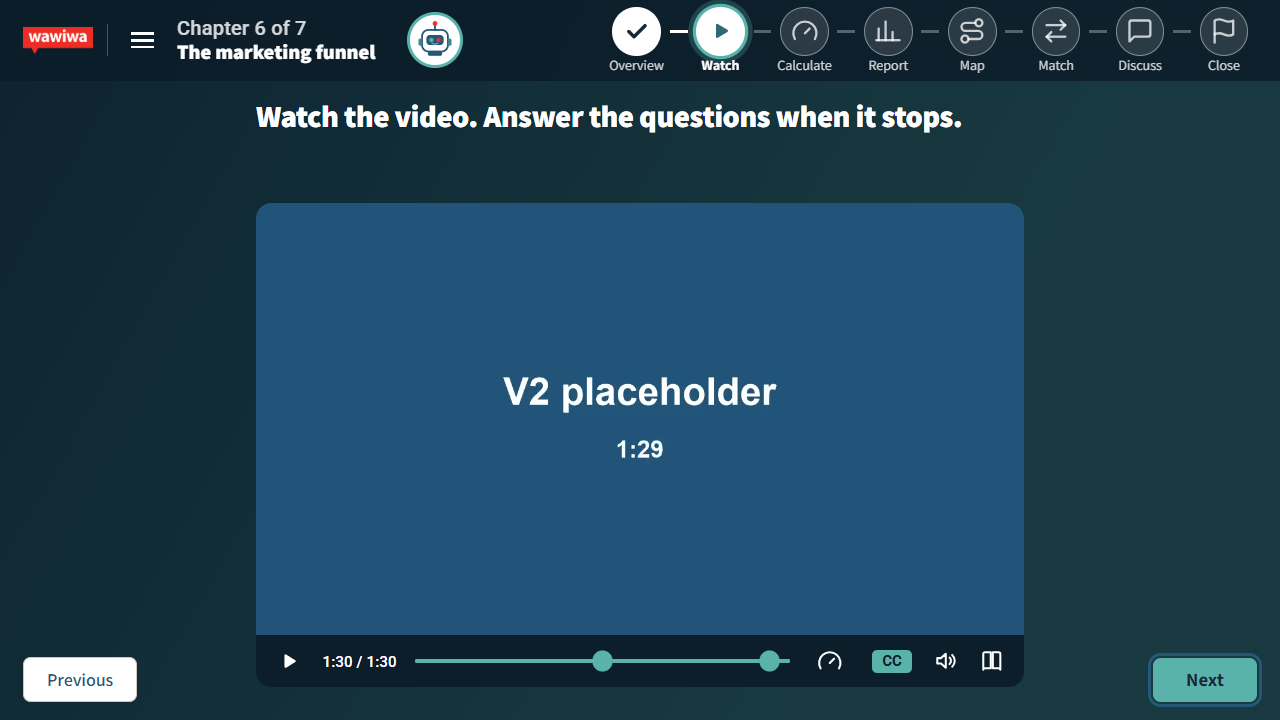 wawiwa
Chapter 6 of 7
The marketing funnel
Overview
Watch
Calculate
Report
Map
Match
Discuss
Close
Watch the video. Answer the questions when it stops.
V2 placeholder
1:29
1:30 / 1:30
CC
Previous
Next